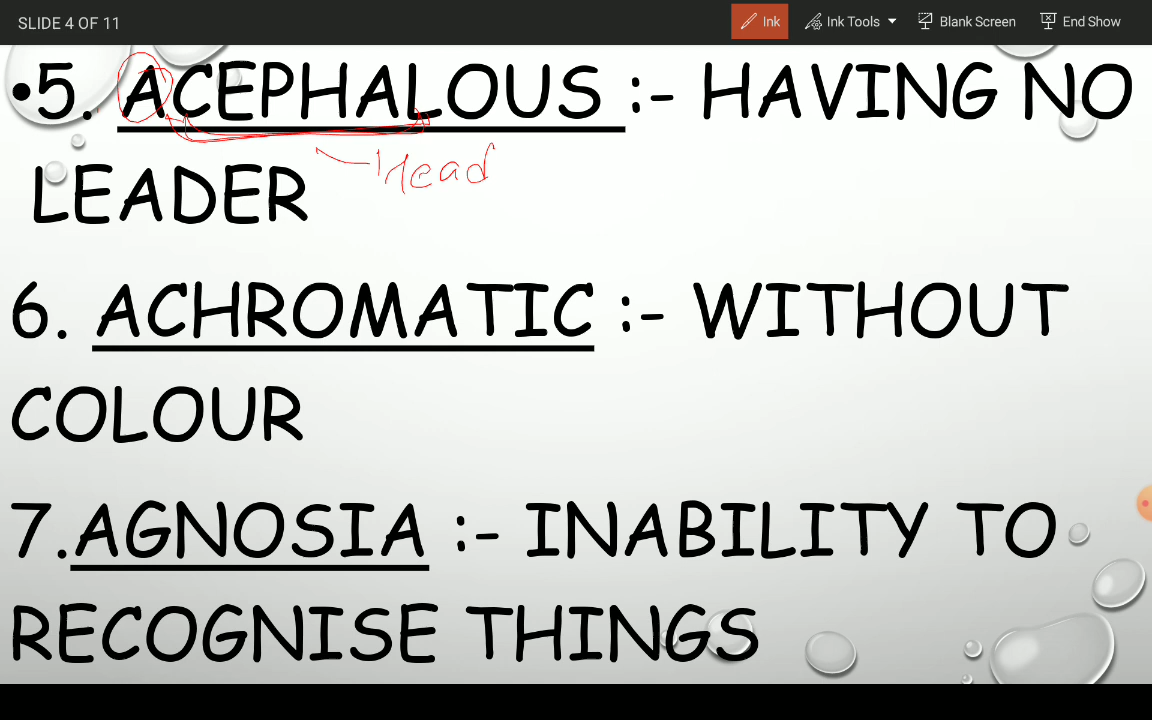 SLIDE 4 OF 11 Ink Ink Tools Blank Screen End Show
•5. ACEPHALOUS :- HAVING NO
Head
LEADER
6. ACHROMATIC :- WITHOUT
COLOUR
7.AGNOSIA :- INABILITY TO
RECOGNISE THINGS